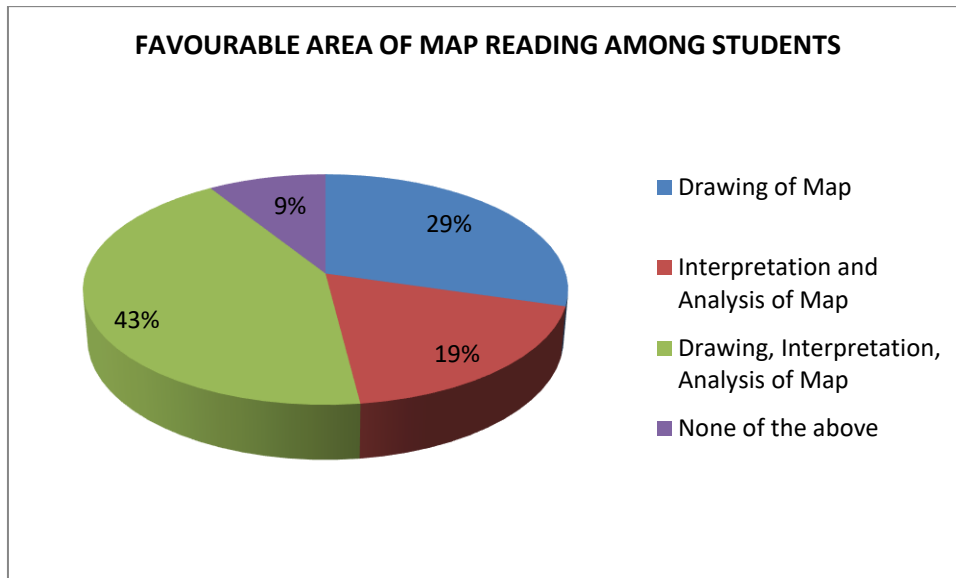 FAVOURABLE AREA OF MAP READING AMONG STUDENTS
9%
29%
43%
19%
Drawing of Map
Interpretation and
Analysis of Map
Drawing, Interpretation,
Analysis of Map
None of the above